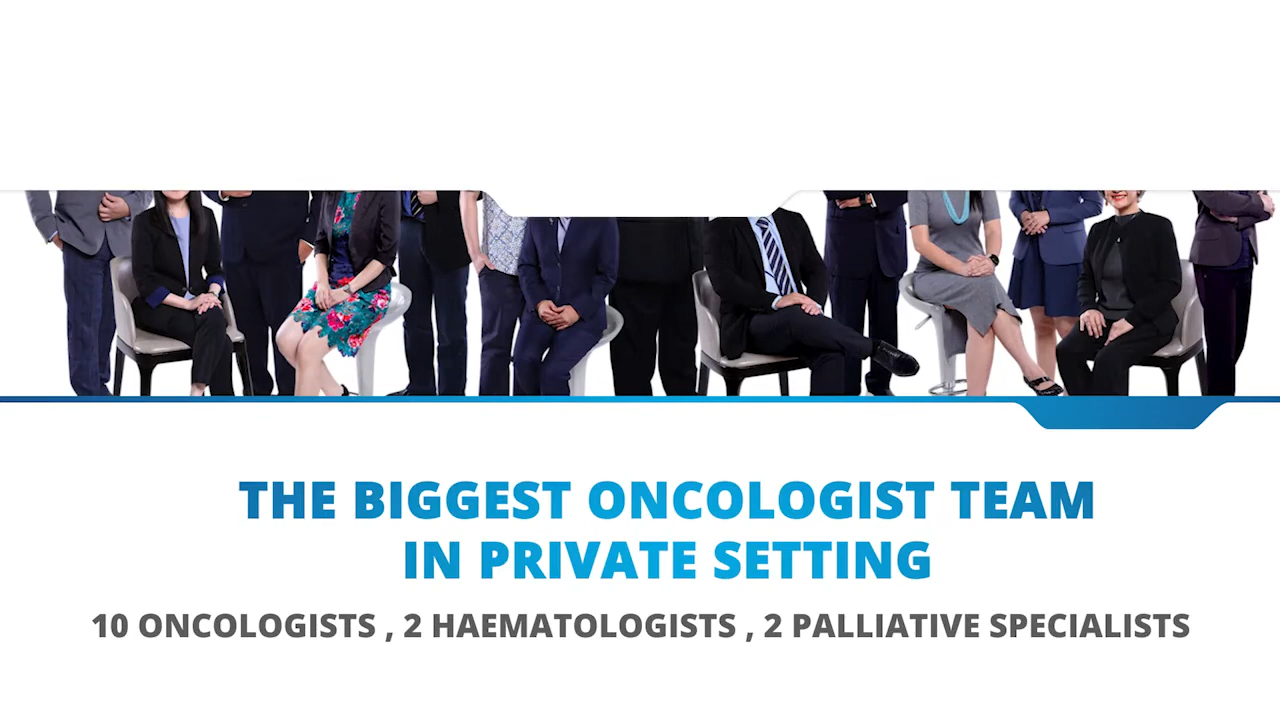 THE BIGGEST ONCOLOGIST TEAM
IN PRIVATE SETTING
10 ONCOLOGISTS , 2 HAEMATOLOGISTS , 2 PALLIATIVE SPECIALISTS